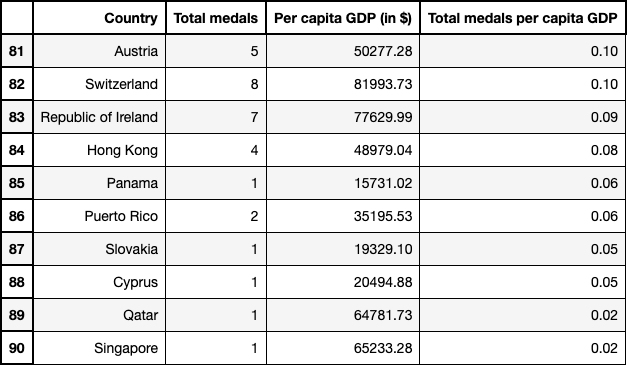 Country Total medals Per capita GDP (in $) Total medals per capita GDP
81 Austria 5 50277.28 0.10
82 Switzerland 8 81993.73 0.10
83 Republic of Ireland 7 77629.99 0.09
84 Hong Kong 4 48979.04 0.08
85 Panama 1 15731.02 0.06
86 Puerto Rico 2 35195.53 0.06
87 Slovakia 1 19329.10 0.05
88 Cyprus 1 20494.88 0.05
89 Qatar 1 64781.73 0.02
90 Singapore 1 65233.28 0.02